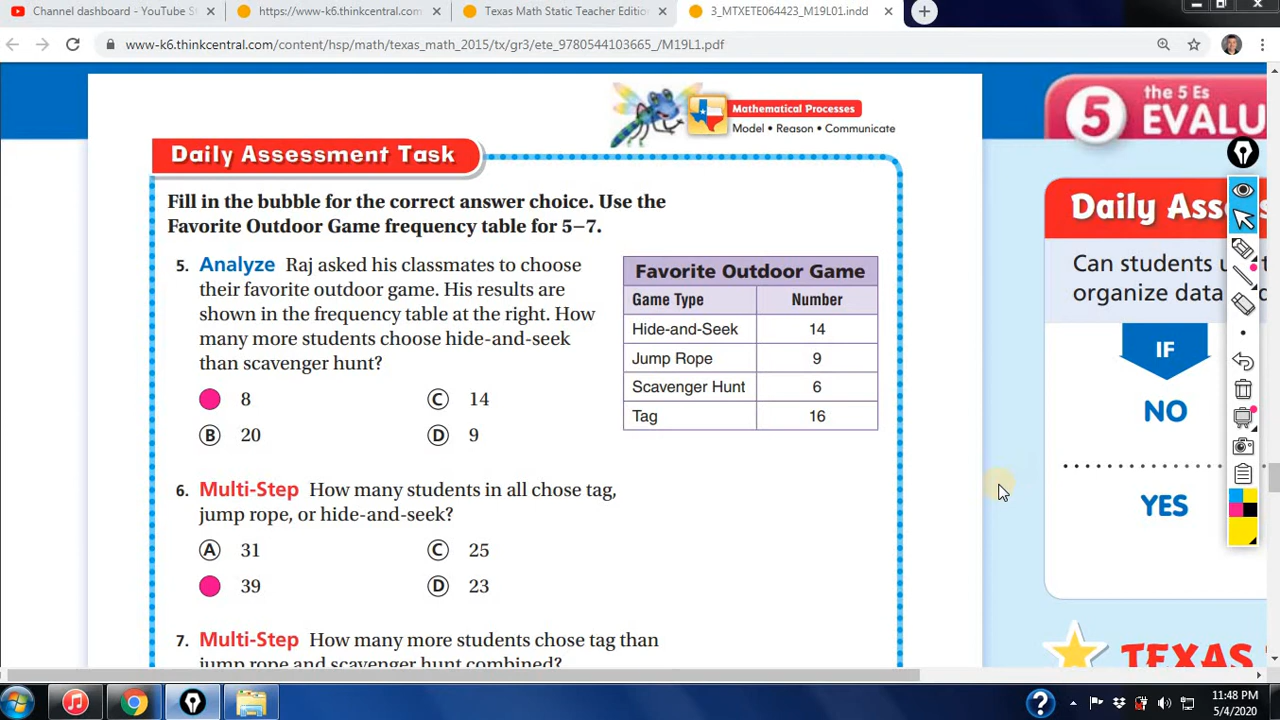 Channel dashboard - YouTube S
https://www-k6.thinkcentral.com
Texas Math Static Teacher Editio
3_MTXETE064423_M19L01.indd
www-k6.thinkcentral.com/content/hsp/math/texas_math_2015/tx/gr3/ete_9780544103665_/M19L1.pdf
Mathematical Processes
Model • Reason • Communicate
Daily Assessment Task
Fill in the bubble for the correct answer choice. Use the
Favorite Outdoor Game frequency table for 5–7.
5. Analyze Raj asked his classmates to choose
their favorite outdoor game. His results are
shown in the frequency table at the right. How
many more students choose hide-and-seek
than scavenger hunt?
8
C 14
B 20
D 9
Favorite Outdoor Game
Game Type Number
Hide-and-Seek 14
Jump Rope 9
Scavenger Hunt 6
Tag 16
6. Multi-Step How many students in all chose tag,
jump rope, or hide-and-seek?
A 31
C 25
39
D 23
7. Multi-Step How many more students chose tag than
jump rope and scavenger hunt combined?
5
the 5 Es
EVALU
Daily Ass
Can students u
organize data
IF
NO
YES
TEXAS
11:48 PM
5/4/2020